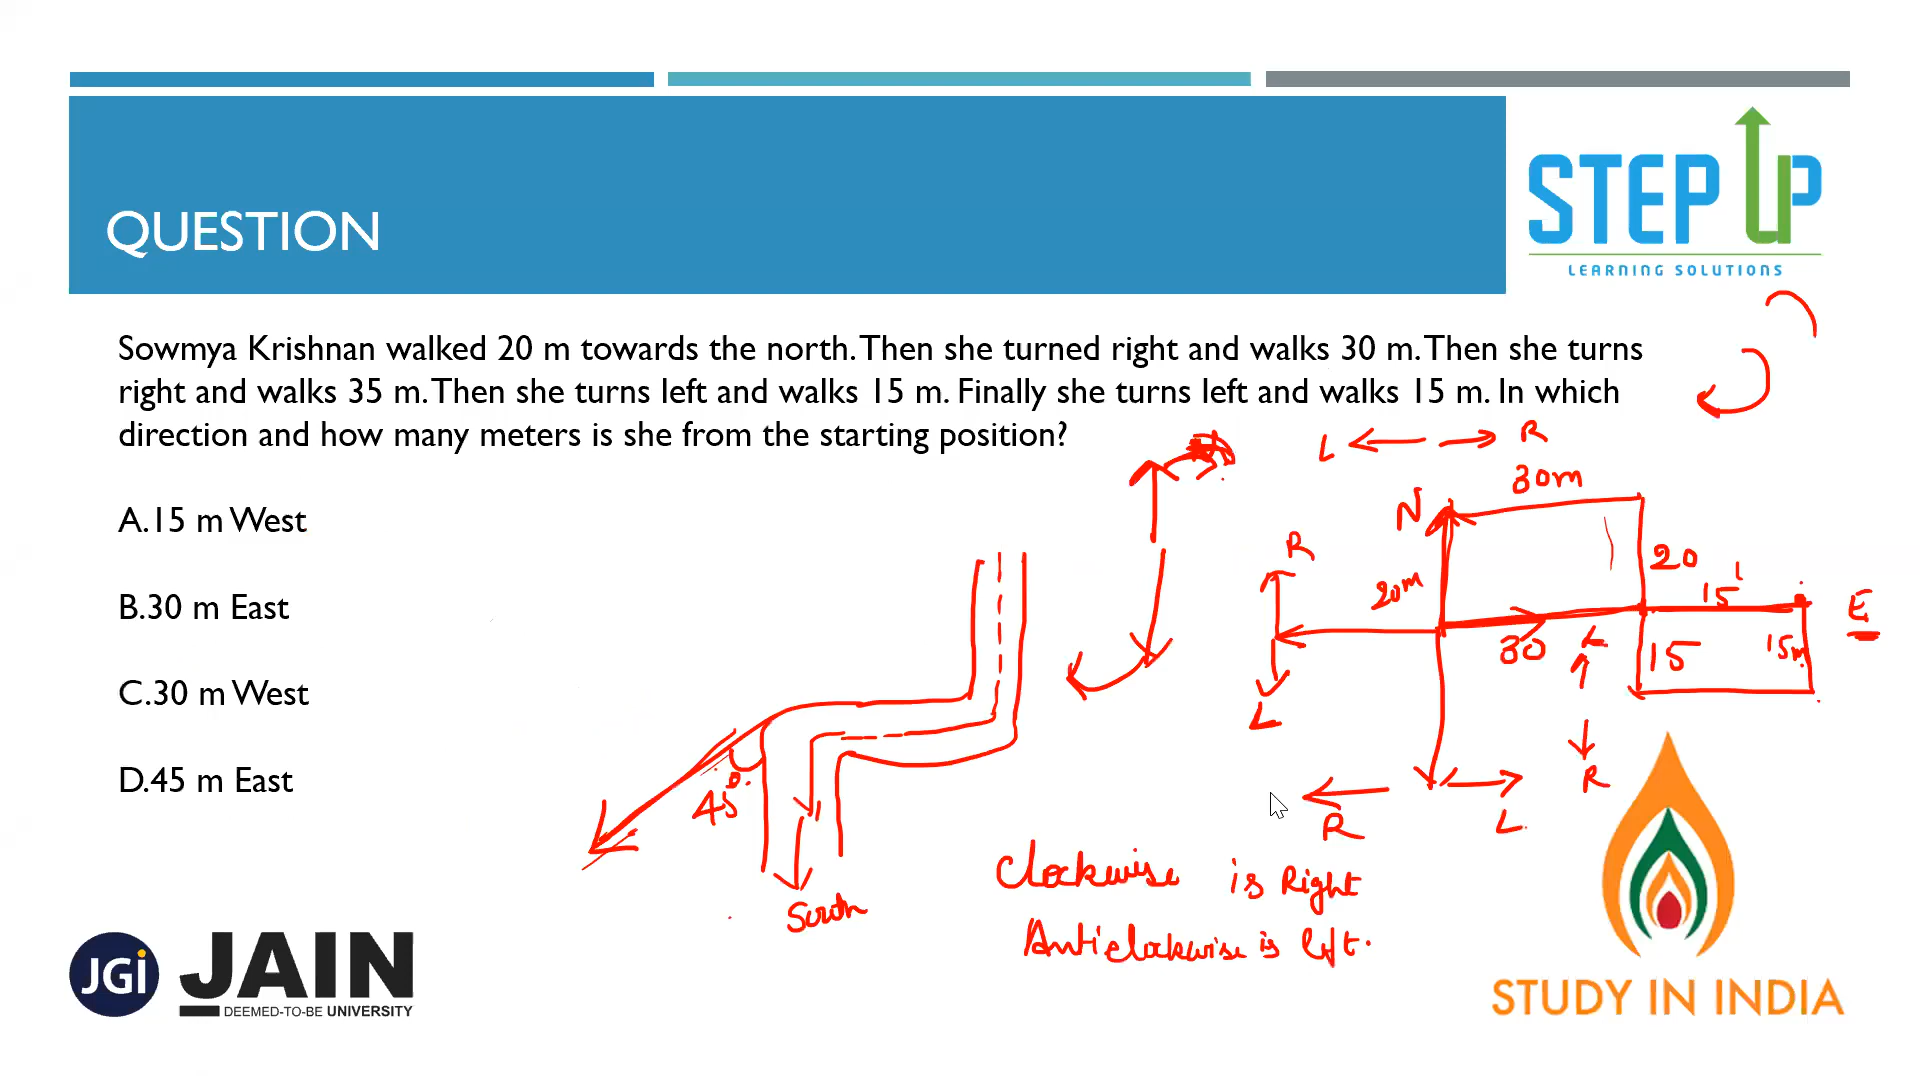 QUESTION
STEP UP
LEARNING SOLUTIONS
Sowmya Krishnan walked 20 m towards the north. Then she turned right and walks 30 m. Then she turns
right and walks 35 m. Then she turns left and walks 15 m. Finally she turns left and walks 15 m. In which
direction and how many meters is she from the starting position?
A.15 m West
B.30 m East
C.30 m West
D.45 m East
L R
30m
N
R
20
20m
15
E
30 L 15 15m
L
R
45°
R L
Clockwise is Right
South
Anticlockwise is left.
JGi JAIN
DEEMED-TO-BE UNIVERSITY
STUDY IN INDIA